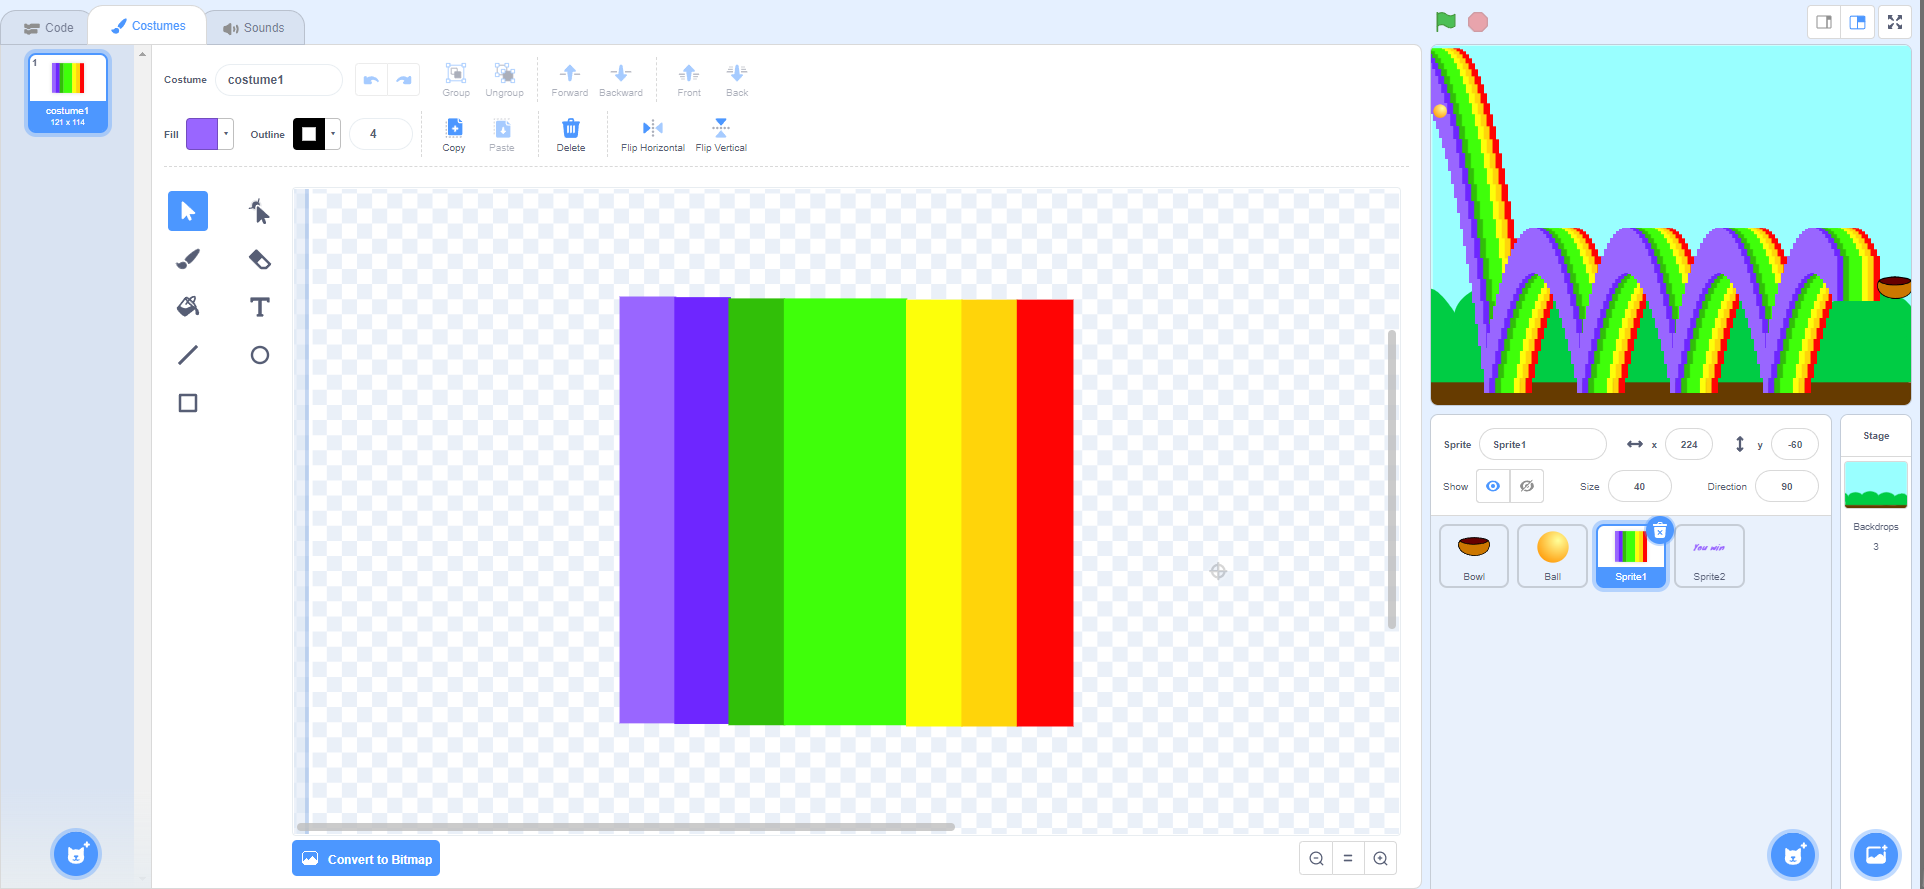 Code
Costumes
Sounds
1
costume1
121 x 114
Costume
costume1
Group
Ungroup
Forward
Backward
Front
Back
Fill
Outline
4
Copy
Paste
Delete
Flip Horizontal
Flip Vertical
T
Convert to Bitmap
=
Sprite
Sprite1
x
224
y
-60
Show
Size
40
Direction
90
Stage
Backdrops
3
Bowl
Ball
Sprite1
You win
Sprite2